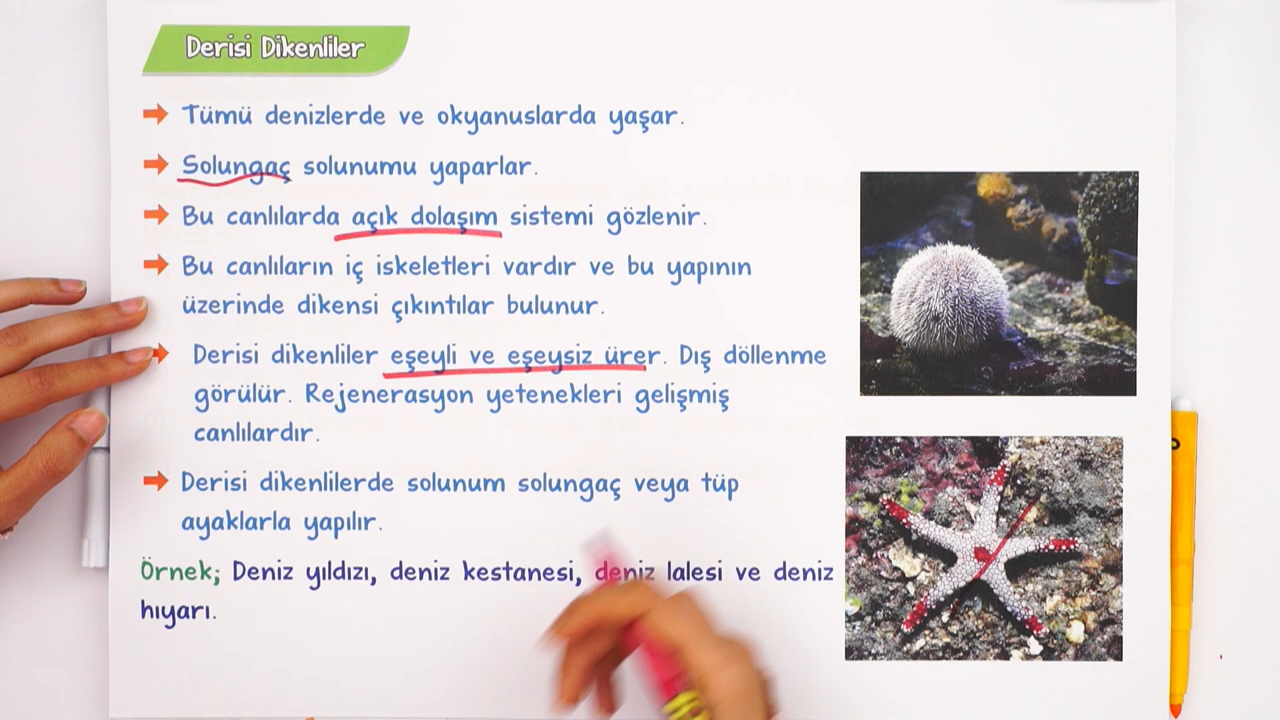 Derisi Dikenliler
Tümü denizlerde ve okyanuslarda yaşar.
Solungaç solunumu yaparlar.
Bu canlılarda açık dolaşım sistemi gözlenir.
Bu canlıların iç iskeletleri vardır ve bu yapının
üzerinde dikensi çıkıntılar bulunur.
Derisi dikenliler eşeyli ve eşeysiz ürer. Dış döllenme
görülür. Rejenerasyon yetenekleri gelişmiş
canlılardır.
Derisi dikenlilerde solunum solungaç veya tüp
ayaklarla yapılır.
Örnek; Deniz yıldızı, deniz kestanesi, deniz lalesi ve deniz
hıyarı.